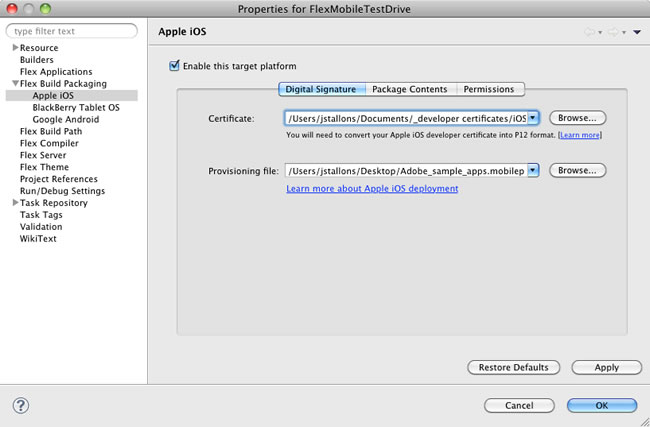 Properties for FlexMobileTestDrive
type filter text
Apple iOS
Resource
Builders
Flex Applications
Flex Build Packaging
Apple iOS
BlackBerry Tablet OS
Google Android
Flex Build Path
Flex Compiler
Flex Server
Flex Theme
Project References
Run/Debug Settings
Task Repository
Task Tags
Validation
WikiText
Enable this target platform
Digital Signature Package Contents Permissions
Certificate: /Users/jstallons/Documents/_developer certificates/iOS Browse...
You will need to convert your Apple iOS developer certificate into P12 format. [Learn more]
Provisioning file: /Users/jstallons/Desktop/Adobe_sample_apps.mobilep Browse...
Learn more about Apple iOS deployment
Restore Defaults Apply
? Cancel OK